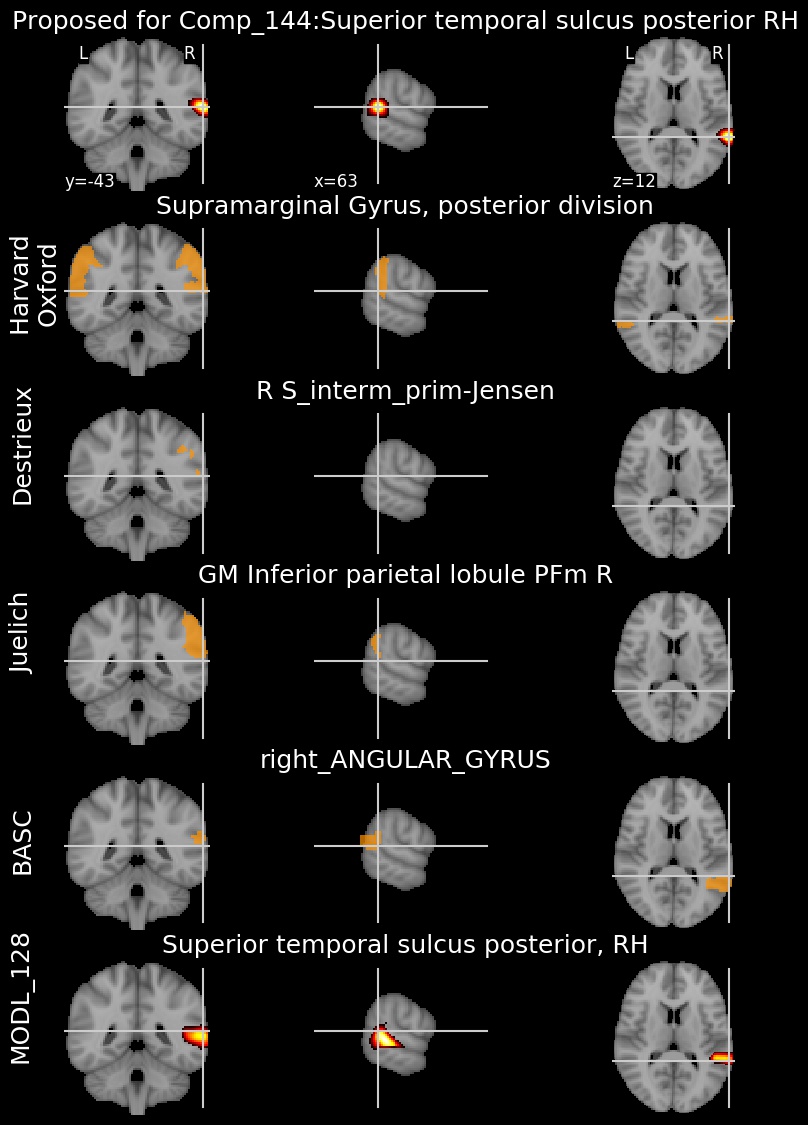 Proposed for Comp_144:Superior temporal sulcus posterior RH
L R
L R
y=-43
x=63
z=12
Supramarginal Gyrus, posterior division
Harvard
Oxford
R S_interm_prim-Jensen
Destrieux
GM Inferior parietal lobule PFm R
Juelich
right_ANGULAR_GYRUS
BASC
Superior temporal sulcus posterior, RH
MODL_128